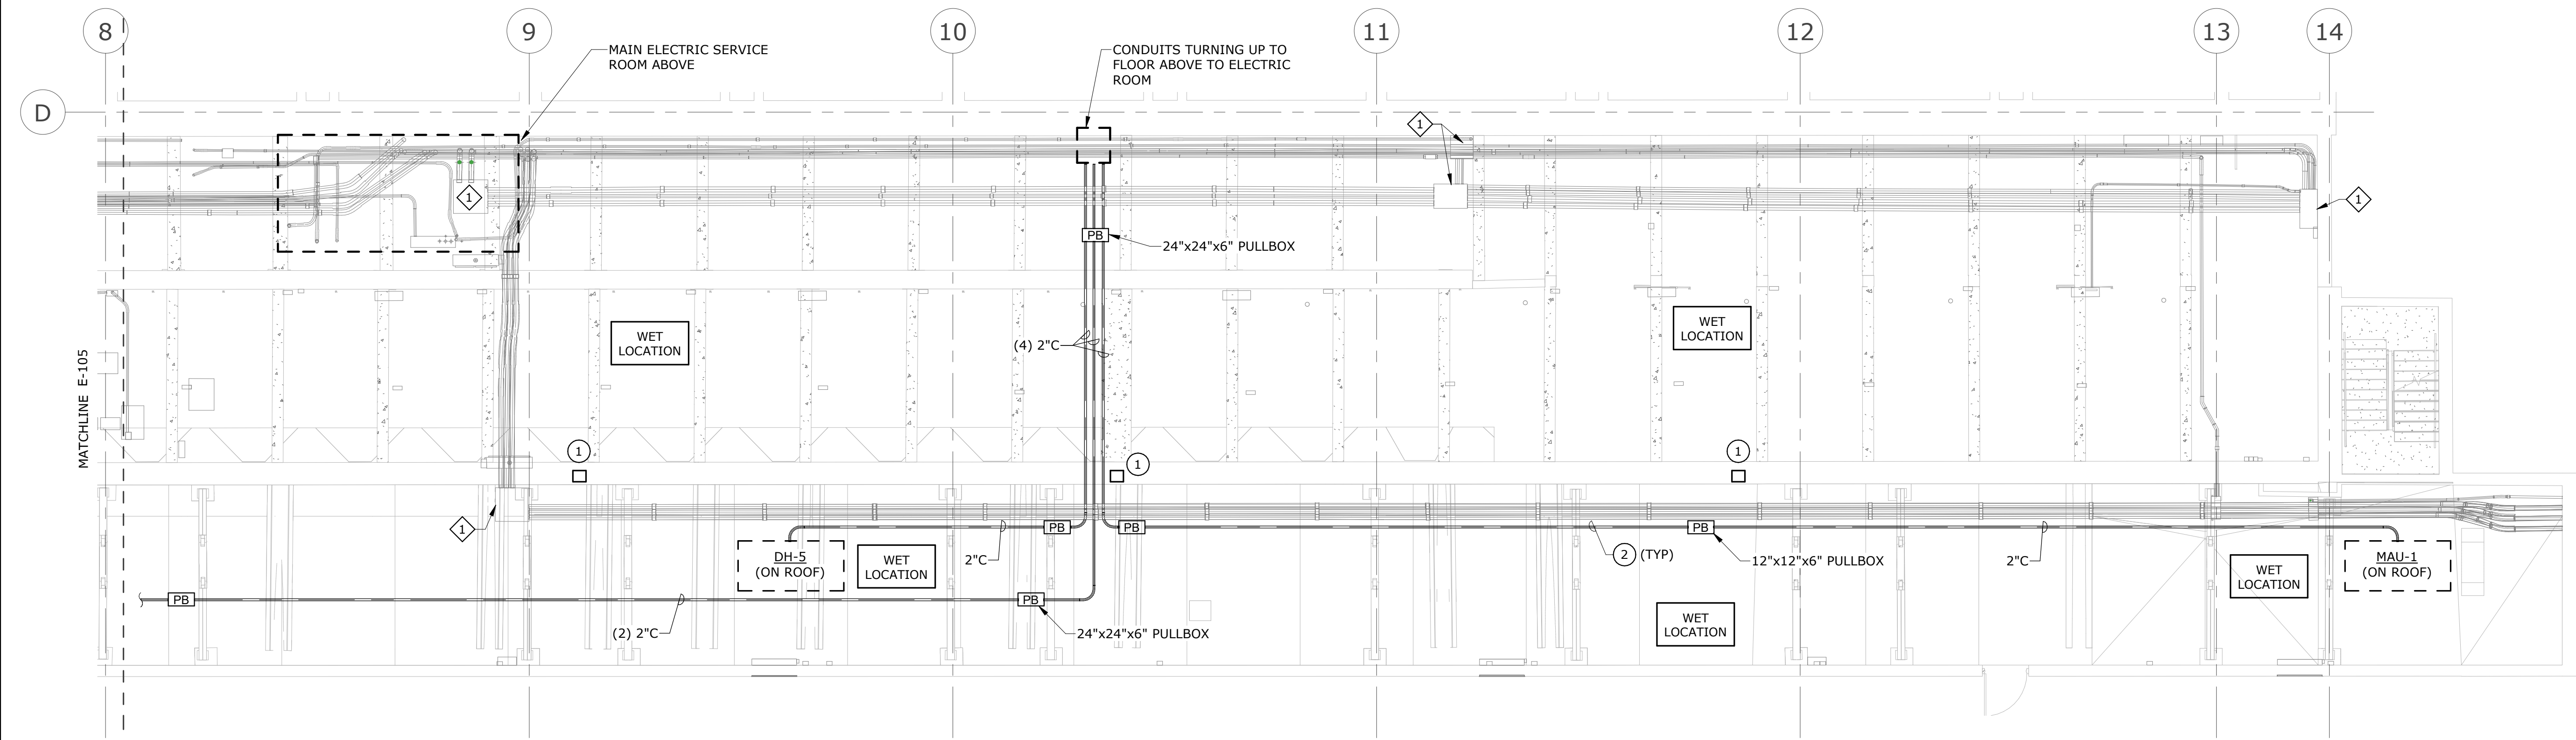 8
9
10
11
12
13
14
D
MAIN ELECTRIC SERVICE
ROOM ABOVE
CONDUITS TURNING UP TO
FLOOR ABOVE TO ELECTRIC
ROOM
1
1
1
PB
24"x24"x6" PULLBOX
WET
LOCATION
WET
LOCATION
(4) 2"C
MATCHLINE E-105
1
1
1
1
PB
PB
PB
2"C
2 (TYP)
12"x12"x6" PULLBOX
2"C
DH-5
(ON ROOF)
WET
LOCATION
WET
LOCATION
MAU-1
(ON ROOF)
PB
PB
(2) 2"C
24"x24"x6" PULLBOX
WET
LOCATION